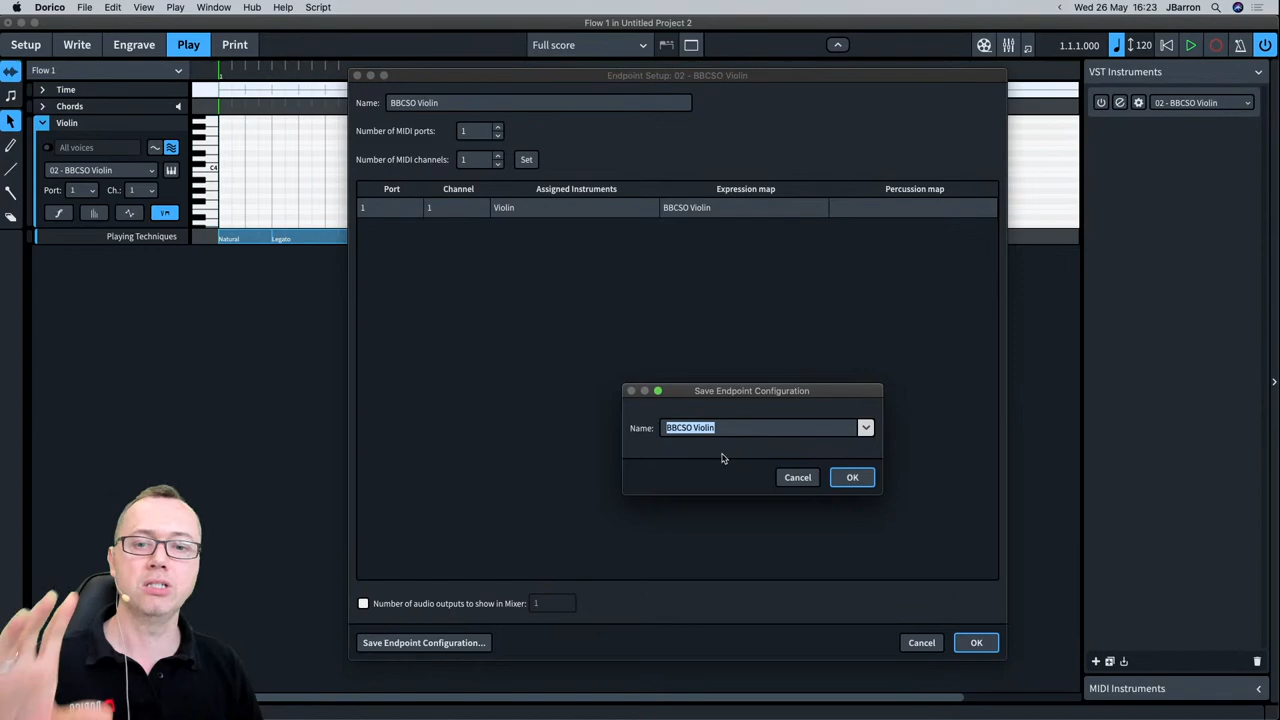 Dorico File Edit View Play Window Hub Help Script Wed 26 May 16:23 JBarron
Flow 1 in Untitled Project 2
Setup Write Engrave Play Print Full score 1.1.1.000 120
Flow 1 1
Time
Chords
Violin
All voices
02 - BBCSO Violin
Port: 1 Ch.: 1
C4
Playing Techniques Natural Legato
Endpoint Setup: 02 - BBCSO Violin
Name: BBCSO Violin
Number of MIDI ports: 1
Number of MIDI channels: 1 Set
Port Channel Assigned Instruments Expression map Percussion map
1 1 Violin BBCSO Violin
Save Endpoint Configuration
Name: BBCSO Violin
Cancel OK
Number of audio outputs to show in Mixer: 1
Save Endpoint Configuration... Cancel OK
VST Instruments
02 - BBCSO Violin
MIDI Instruments